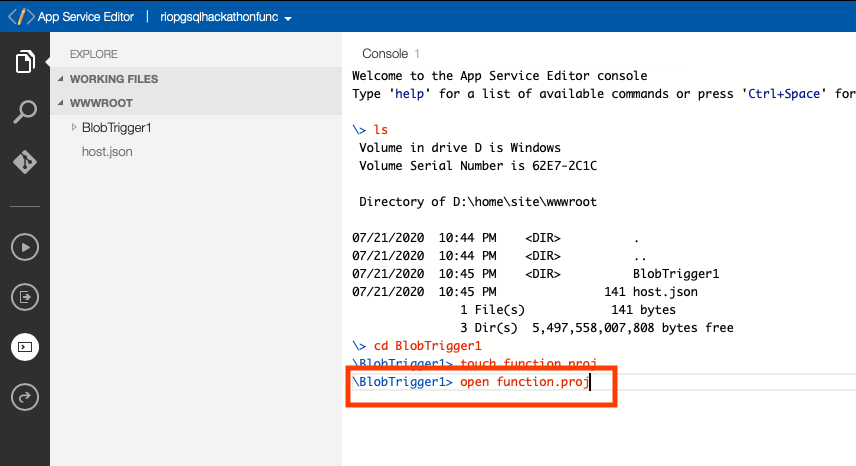 App Service Editor | riopgsqlhackathonfunc
EXPLORE
WORKING FILES
WWWROOT
BlobTrigger1
host.json
Console 1
Welcome to the App Service Editor console
Type 'help' for a list of available commands or press 'Ctrl+Space' for
\> ls
Volume in drive D is Windows
Volume Serial Number is 62E7-2C1C
Directory of D:\home\site\wwwroot
07/21/2020 10:44 PM <DIR> .
07/21/2020 10:44 PM <DIR> ..
07/21/2020 10:45 PM <DIR> BlobTrigger1
07/21/2020 10:45 PM 141 host.json
1 File(s) 141 bytes
3 Dir(s) 5,497,558,007,808 bytes free
\> cd BlobTrigger1
\BlobTrigger1> touch function.proj
\BlobTrigger1> open function.proj